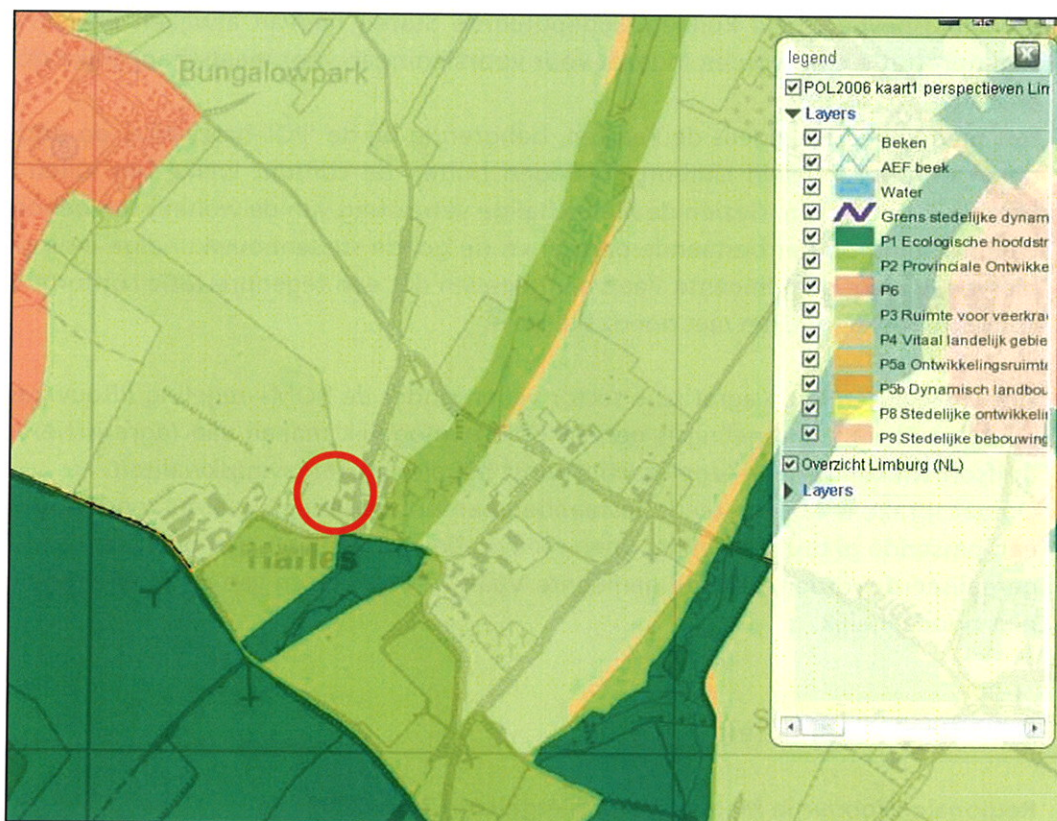 Bungalowpark
Harles
legend
POL2006 kaart1 perspectieven Lim
Layers
Beken
AEF beek
Water
Grens stedelijke dynam
P1 Ecologische hoofdstr
P2 Provinciale Ontwikke
P6
P3 Ruimte voor veerkra
P4 Vitaal landelijk gebie
P5a Ontwikkelingsruimte
P5b Dynamisch landbou
P8 Stedelijke ontwikkelin
P9 Stedelijke bebouwing
Overzicht Limburg (NL)
Layers